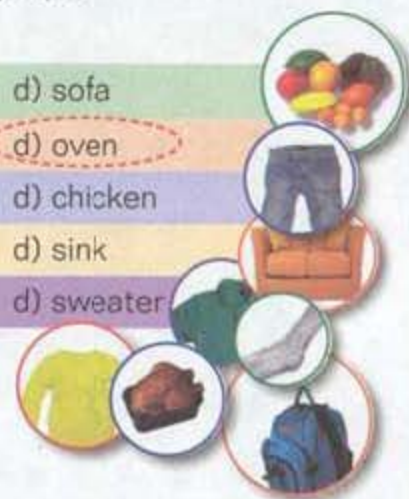 d) sofa
d) oven
d) chicken
d) sink
d) sweater